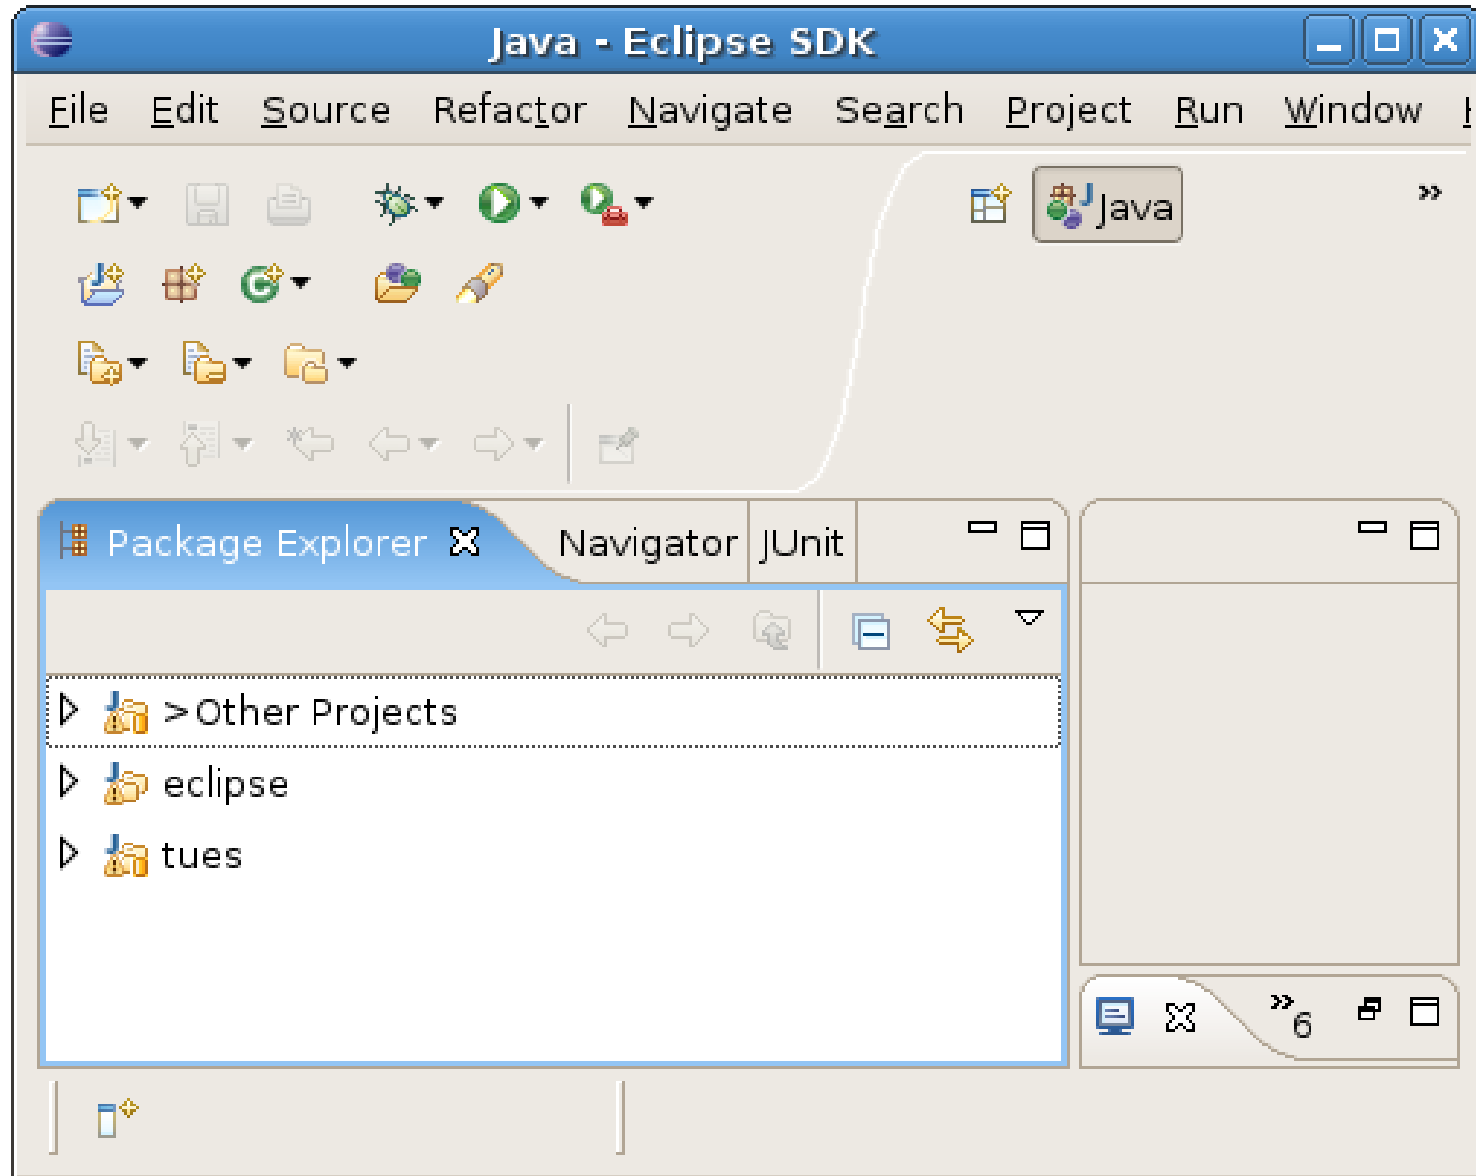 Java - Eclipse SDK
File Edit Source Refactor Navigate Search Project Run Window
Java »
Package Explorer Navigator JUnit
>Other Projects
eclipse
tues
»6